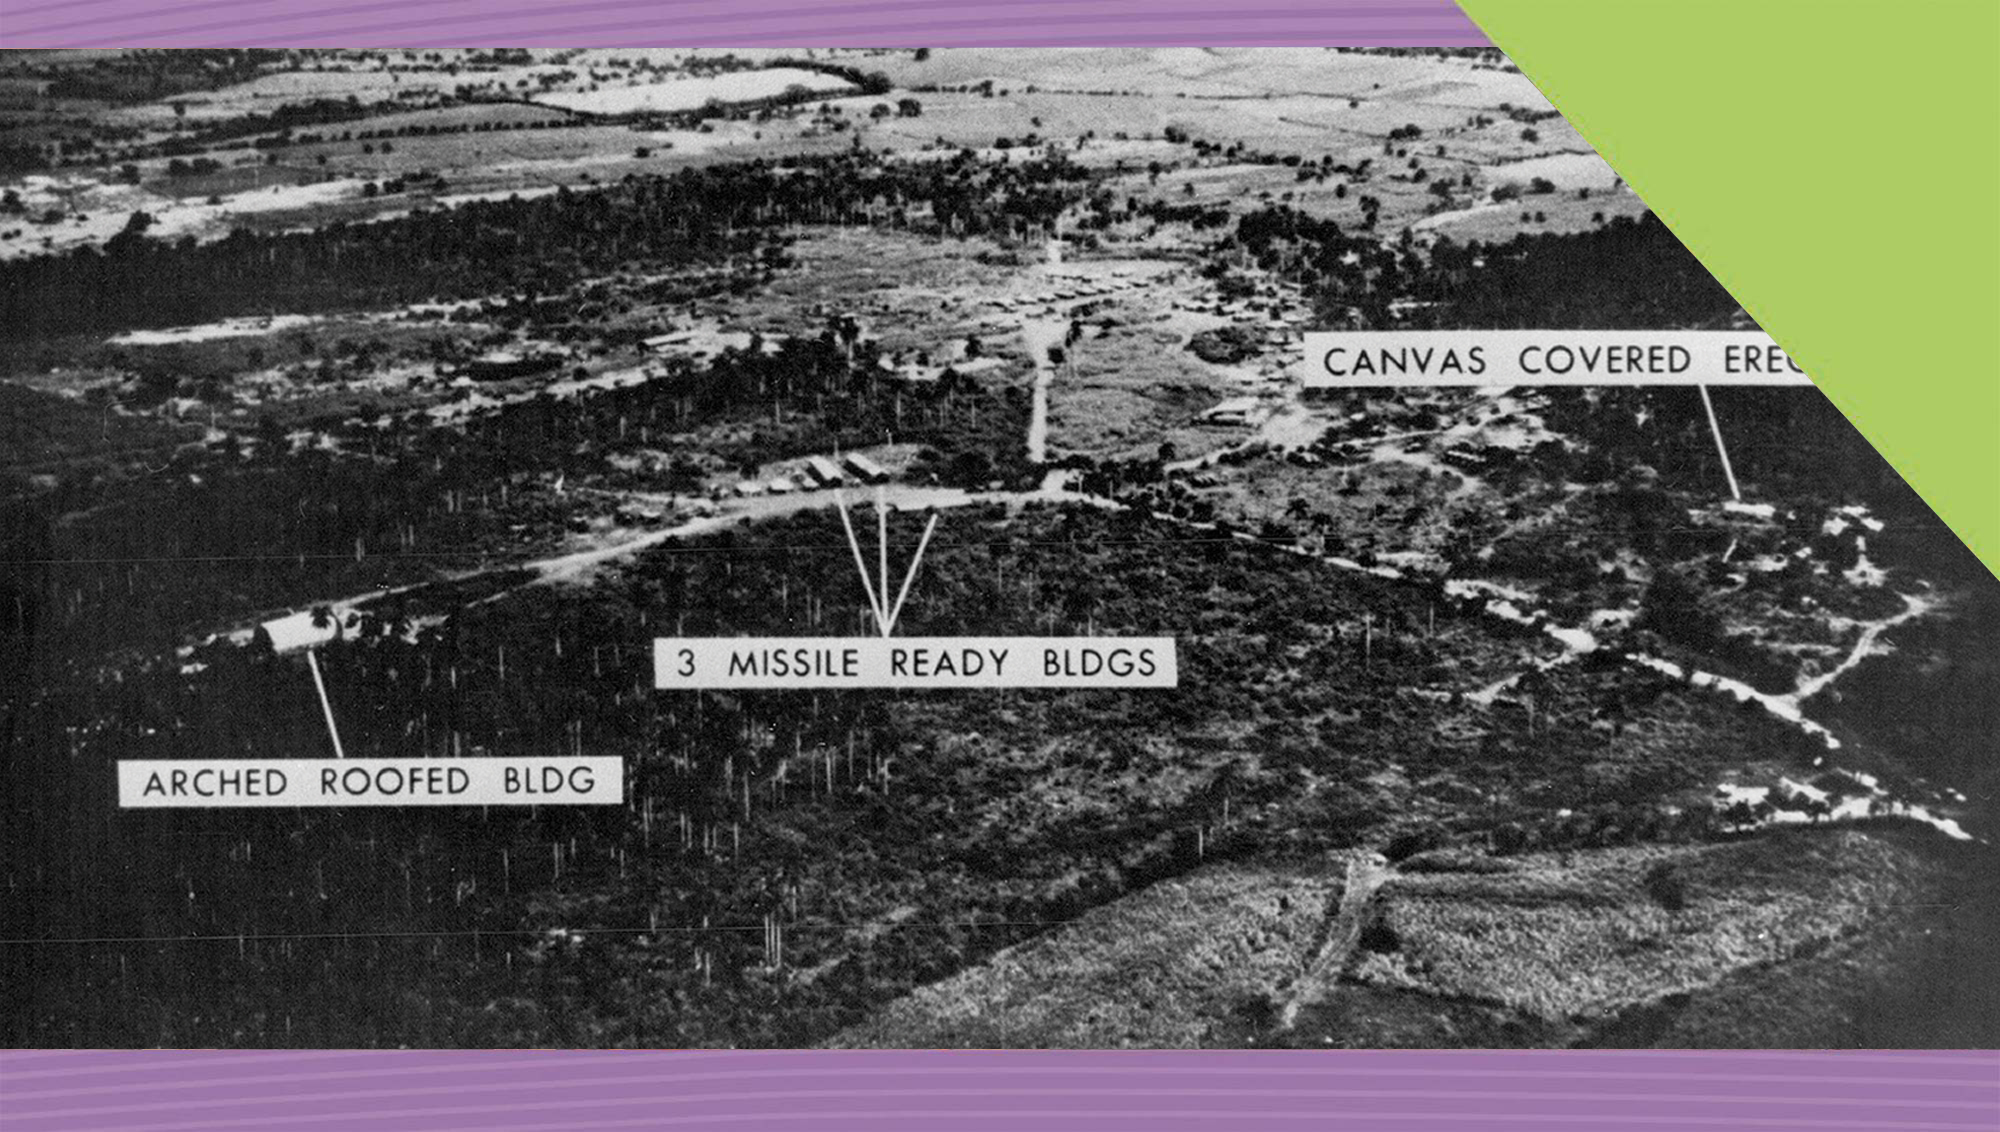 CANVAS COVERED
3 MISSILE READY BLDGS
ARCHED ROOFED BLDG